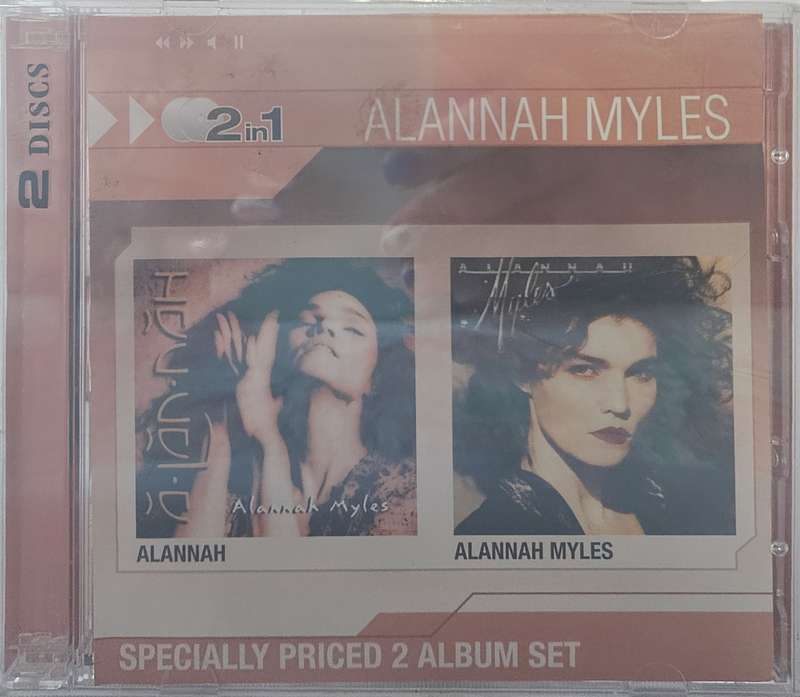 2 DISCS
2in1
ALANNAH MYLES
ALANNAH
Myles
Alannah Myles
ALANNAH
ALANNAH MYLES
SPECIALLY PRICED 2 ALBUM SET